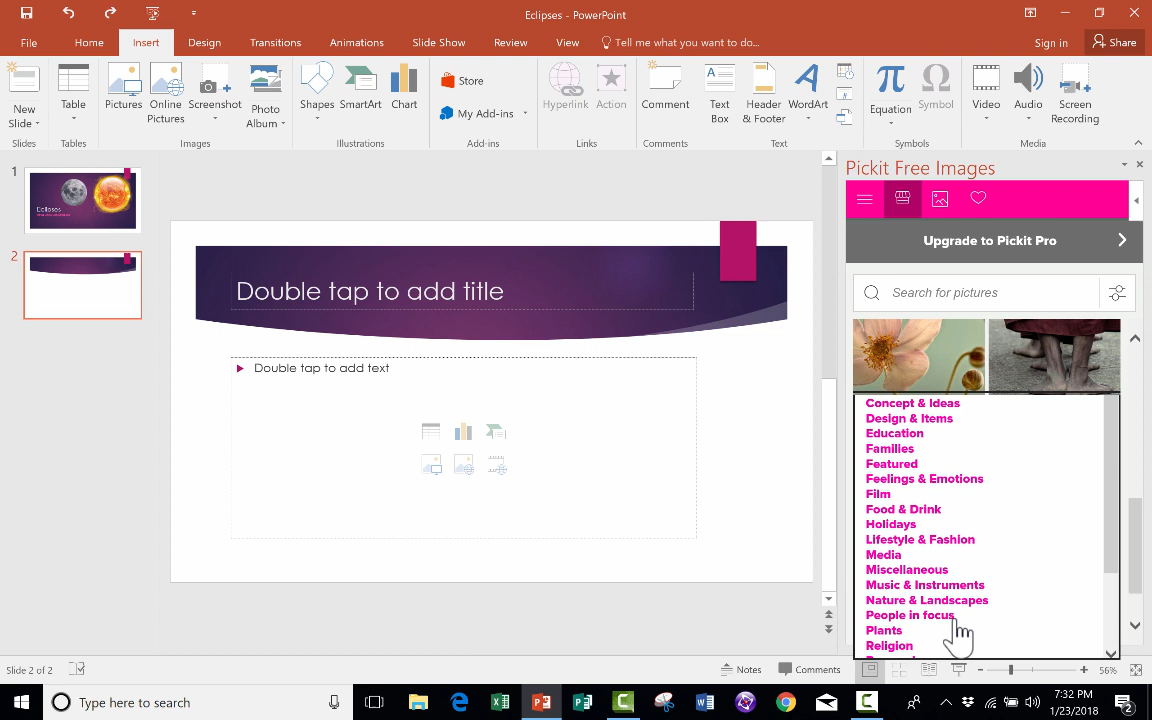 Eclipses - PowerPoint
File
Home
Insert
Design
Transitions
Animations
Slide Show
Review
View
Tell me what you want to do...
Sign in
Share
New
Slide
Table
Pictures
Online
Pictures
Screenshot
Photo
Album
Shapes
SmartArt
Chart
Store
My Add-ins
Hyperlink
Action
Comment
Text
Box
Header
& Footer
WordArt
Equation
Symbol
Video
Audio
Screen
Recording
Slides
Tables
Images
Illustrations
Add-ins
Links
Comments
Text
Symbols
Media
1
Eclipses
2
Double tap to add title
Double tap to add text
Pickit Free Images
Upgrade to Pickit Pro
Search for pictures
Concept & Ideas
Design & Items
Education
Families
Featured
Feelings & Emotions
Film
Food & Drink
Holidays
Lifestyle & Fashion
Media
Miscellaneous
Music & Instruments
Nature & Landscapes
People in focus
Plants
Religion
Slide 2 of 2
Notes
Comments
56%
Type here to search
7:32 PM
1/23/2018
2